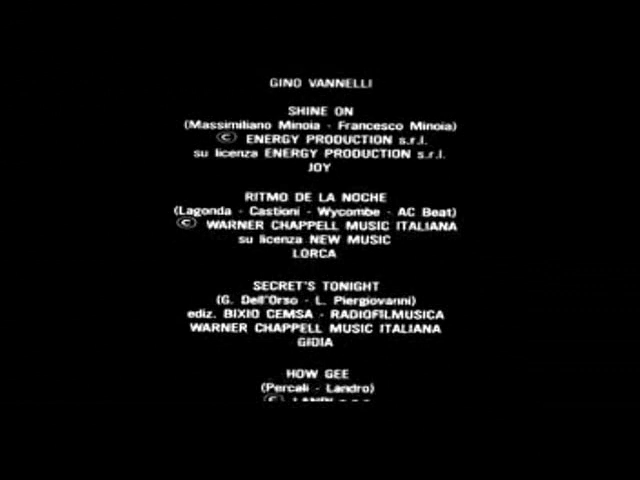 GINO VANNELLI
SHINE ON
(Massimiliano Minoia - Francesco Minoia)
© ENERGY PRODUCTION s.r.l.
su licenza ENERGY PRODUCTION s.r.l.
JOY
RITMO DE LA NOCHE
(Lagonda - Castioni - Wycombe - AC Beat)
© WARNER CHAPPELL MUSIC ITALIANA
su licenza NEW MUSIC
LORCA
SECRET'S TONIGHT
(G. Dell'Orso - L. Piergiovanni)
ediz. BIXIO CEMSA - RADIOFILMUSICA
WARNER CHAPPELL MUSIC ITALIANA
GIDIA
HOW GEE
(Percali - Landro)
©